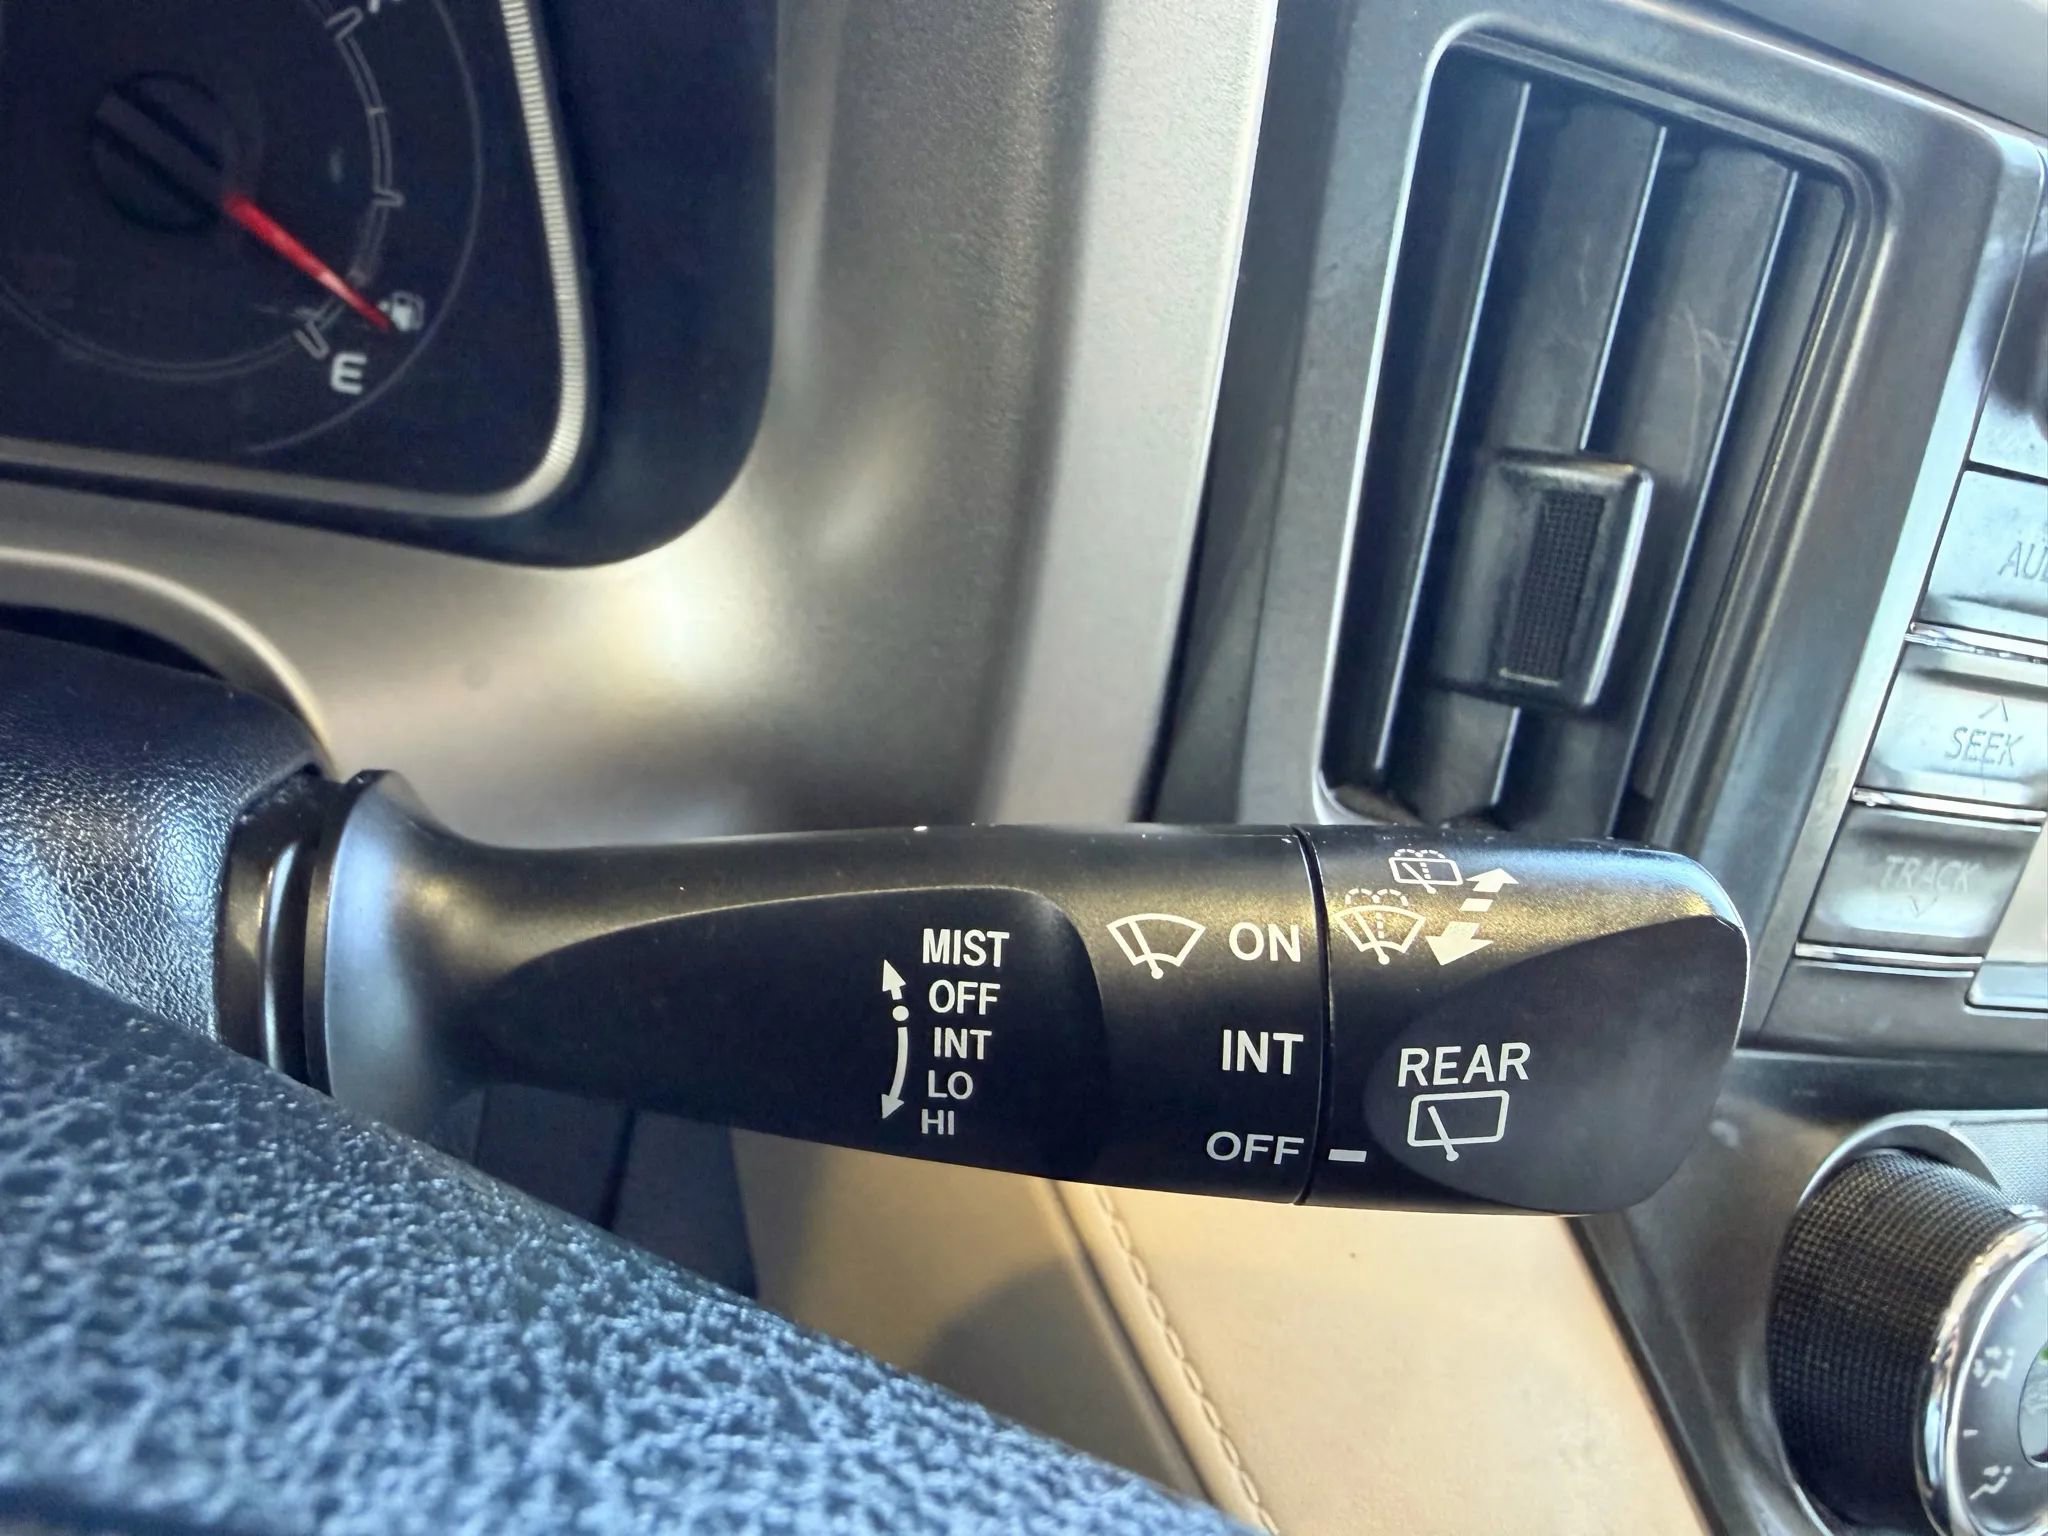 E
MIST
OFF
INT
LO
HI
ON
INT
OFF
REAR
SEEK
TRACK